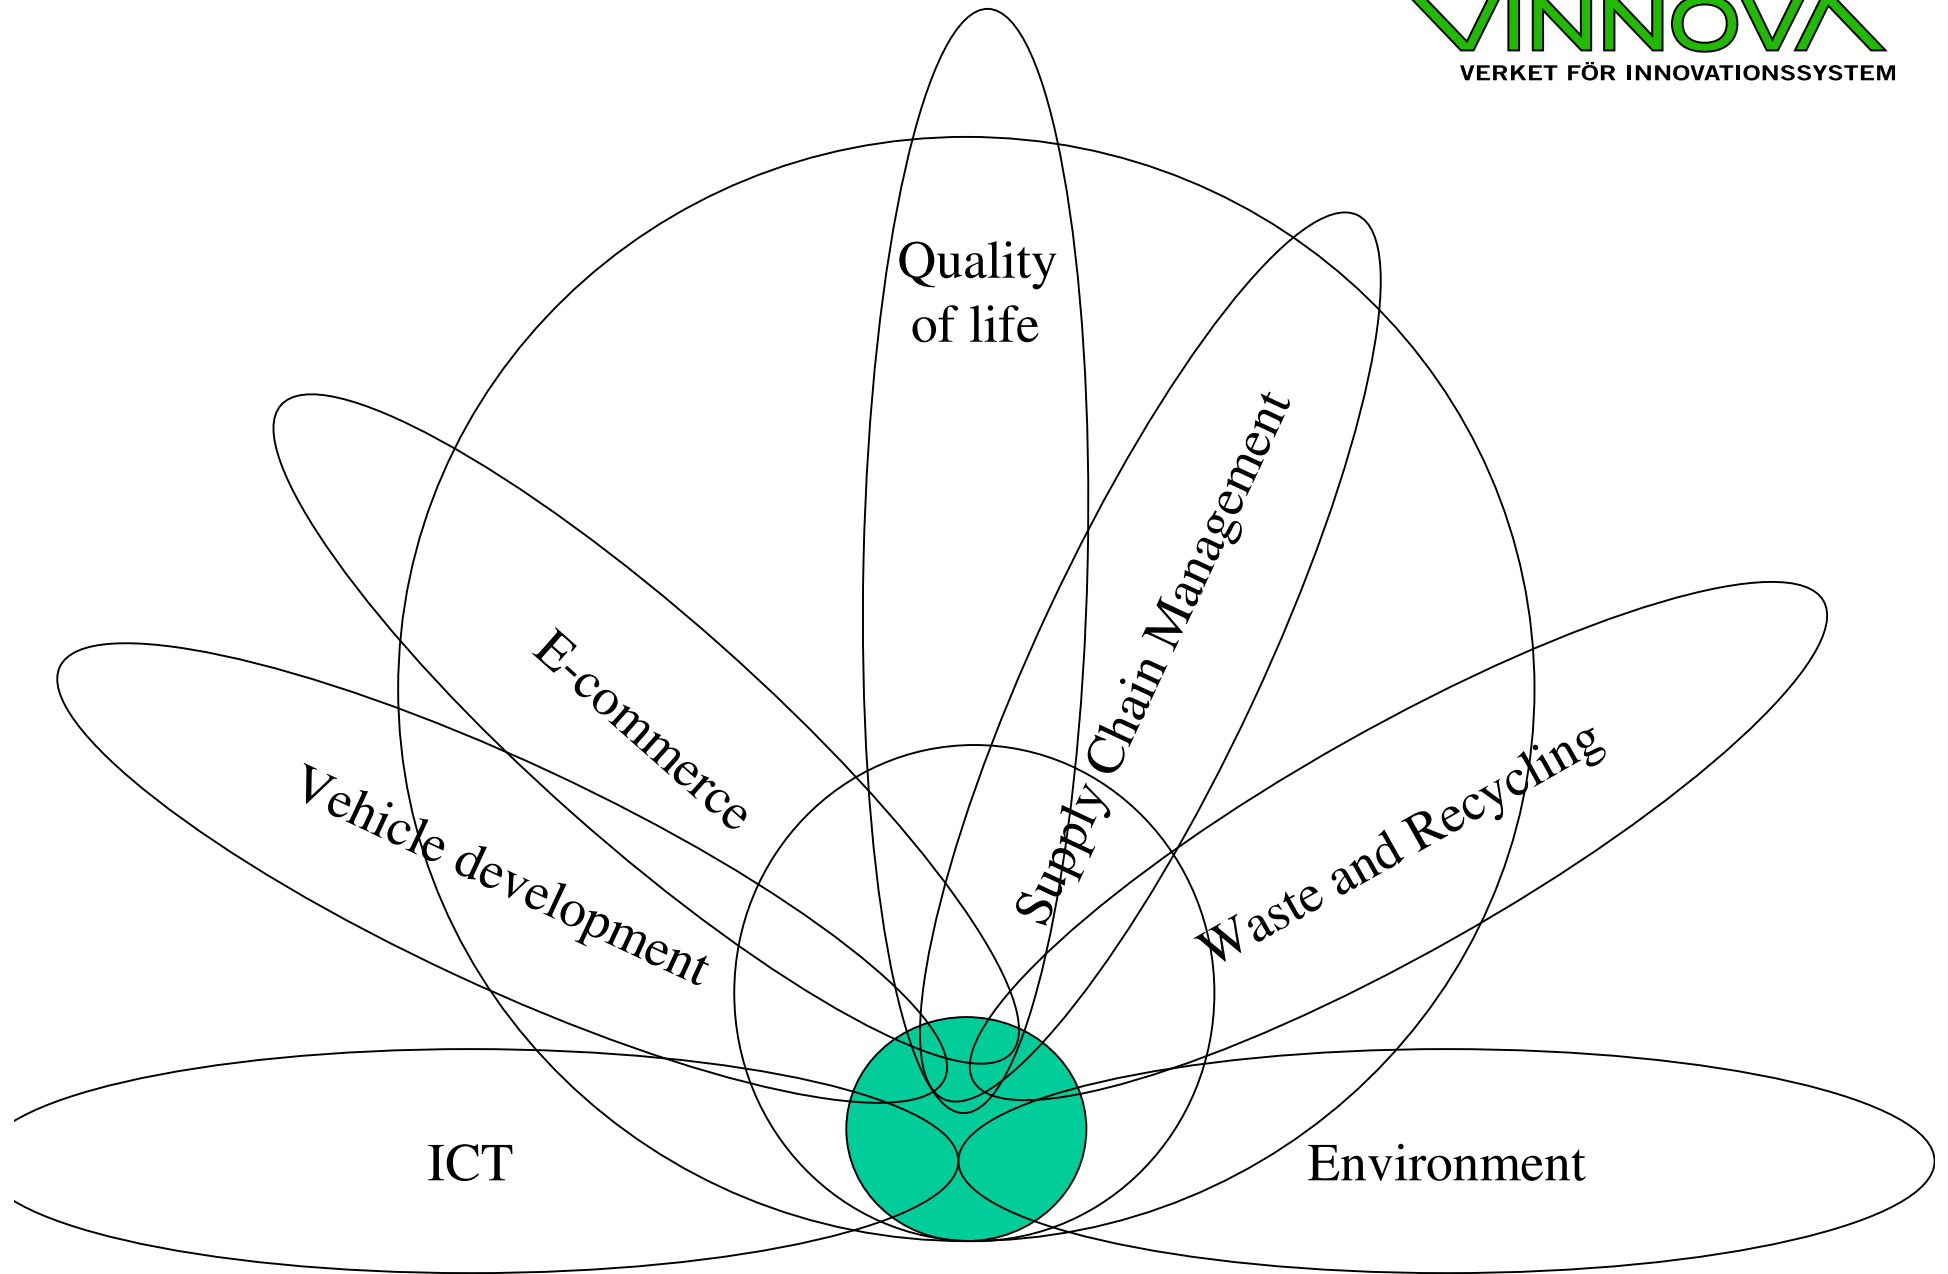 VINNOVA
VERKET FÖR INNOVATIONSSYSTEM
Quality
of life
Supply Chain Management
E-commerce
Vehicle development
Waste and Recycling
ICT
Environment